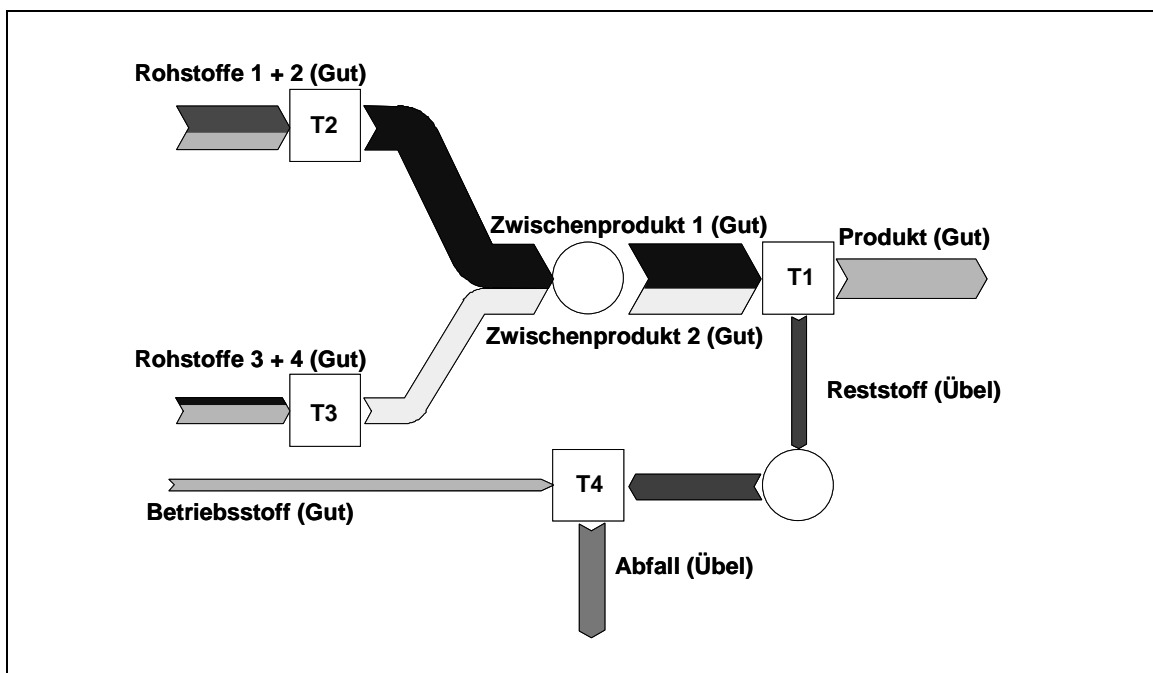 Rohstoffe 1 + 2 (Gut)
T2
Zwischenprodukt 1 (Gut)
Produkt (Gut)
T1
Zwischenprodukt 2 (Gut)
Rohstoffe 3 + 4 (Gut)
T3
Reststoff (Übel)
T4
Betriebsstoff (Gut)
Abfall (Übel)